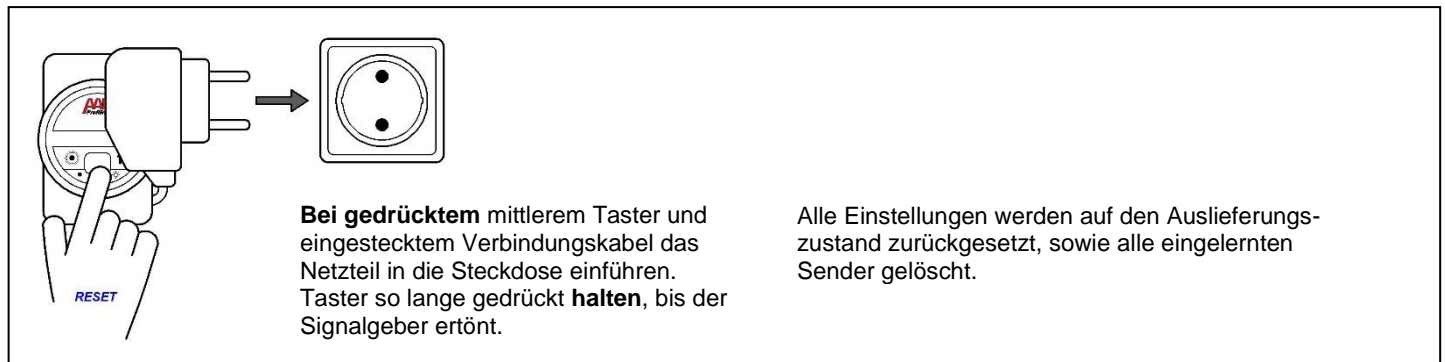 RESET
Bei gedrücktem mittlerem Taster und
eingestecktem Verbindungskabel das
Netzteil in die Steckdose einführen.
Taster so lange gedrückt halten, bis der
Signalgeber ertönt.
Alle Einstellungen werden auf den Auslieferungs-
zustand zurückgesetzt, sowie alle eingelernten
Sender gelöscht.